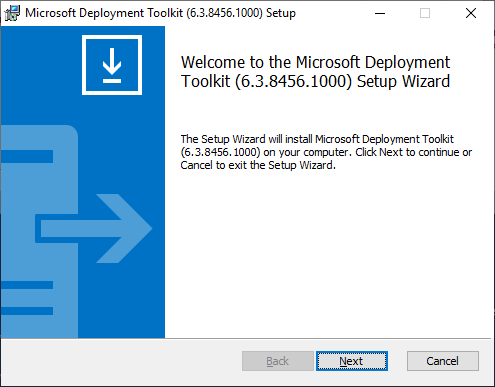 Microsoft Deployment Toolkit (6.3.8456.1000) Setup
Welcome to the Microsoft Deployment
Toolkit (6.3.8456.1000) Setup Wizard
The Setup Wizard will install Microsoft Deployment Toolkit
(6.3.8456.1000) on your computer. Click Next to continue or
Cancel to exit the Setup Wizard.
Back Next Cancel